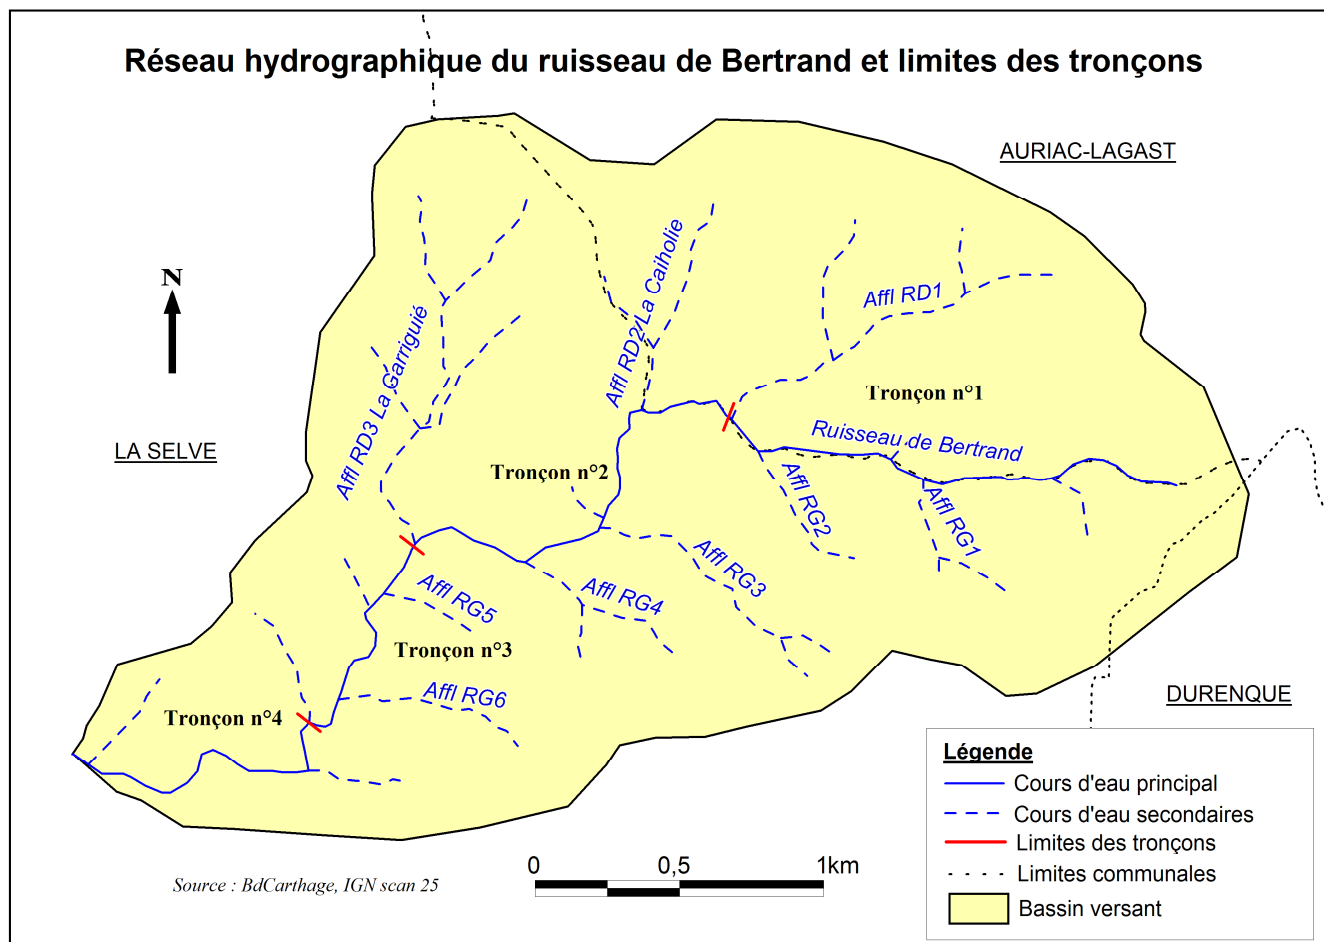 Réseau hydrographique du ruisseau de Bertrand et limites des tronçons
AURIAC-LAGAST
N
Affl RD2/La Caiholie
Affl RD1
Affl RD3 La Garriguié
Tronçon n°1
LA SELVE
Ruisseau de Bertrand
Tronçon n°2
Affl RG2
Affl RG1
Affl RG3
Affl RG4
Affl RG5
Tronçon n°3
Affl RG6
DURENQUE
Tronçon n°4
Légende
Cours d'eau principal
Cours d'eau secondaires
Limites des tronçons
Limites communales
Bassin versant
0 0,5 1km
Source : BdCarthage, IGN scan 25